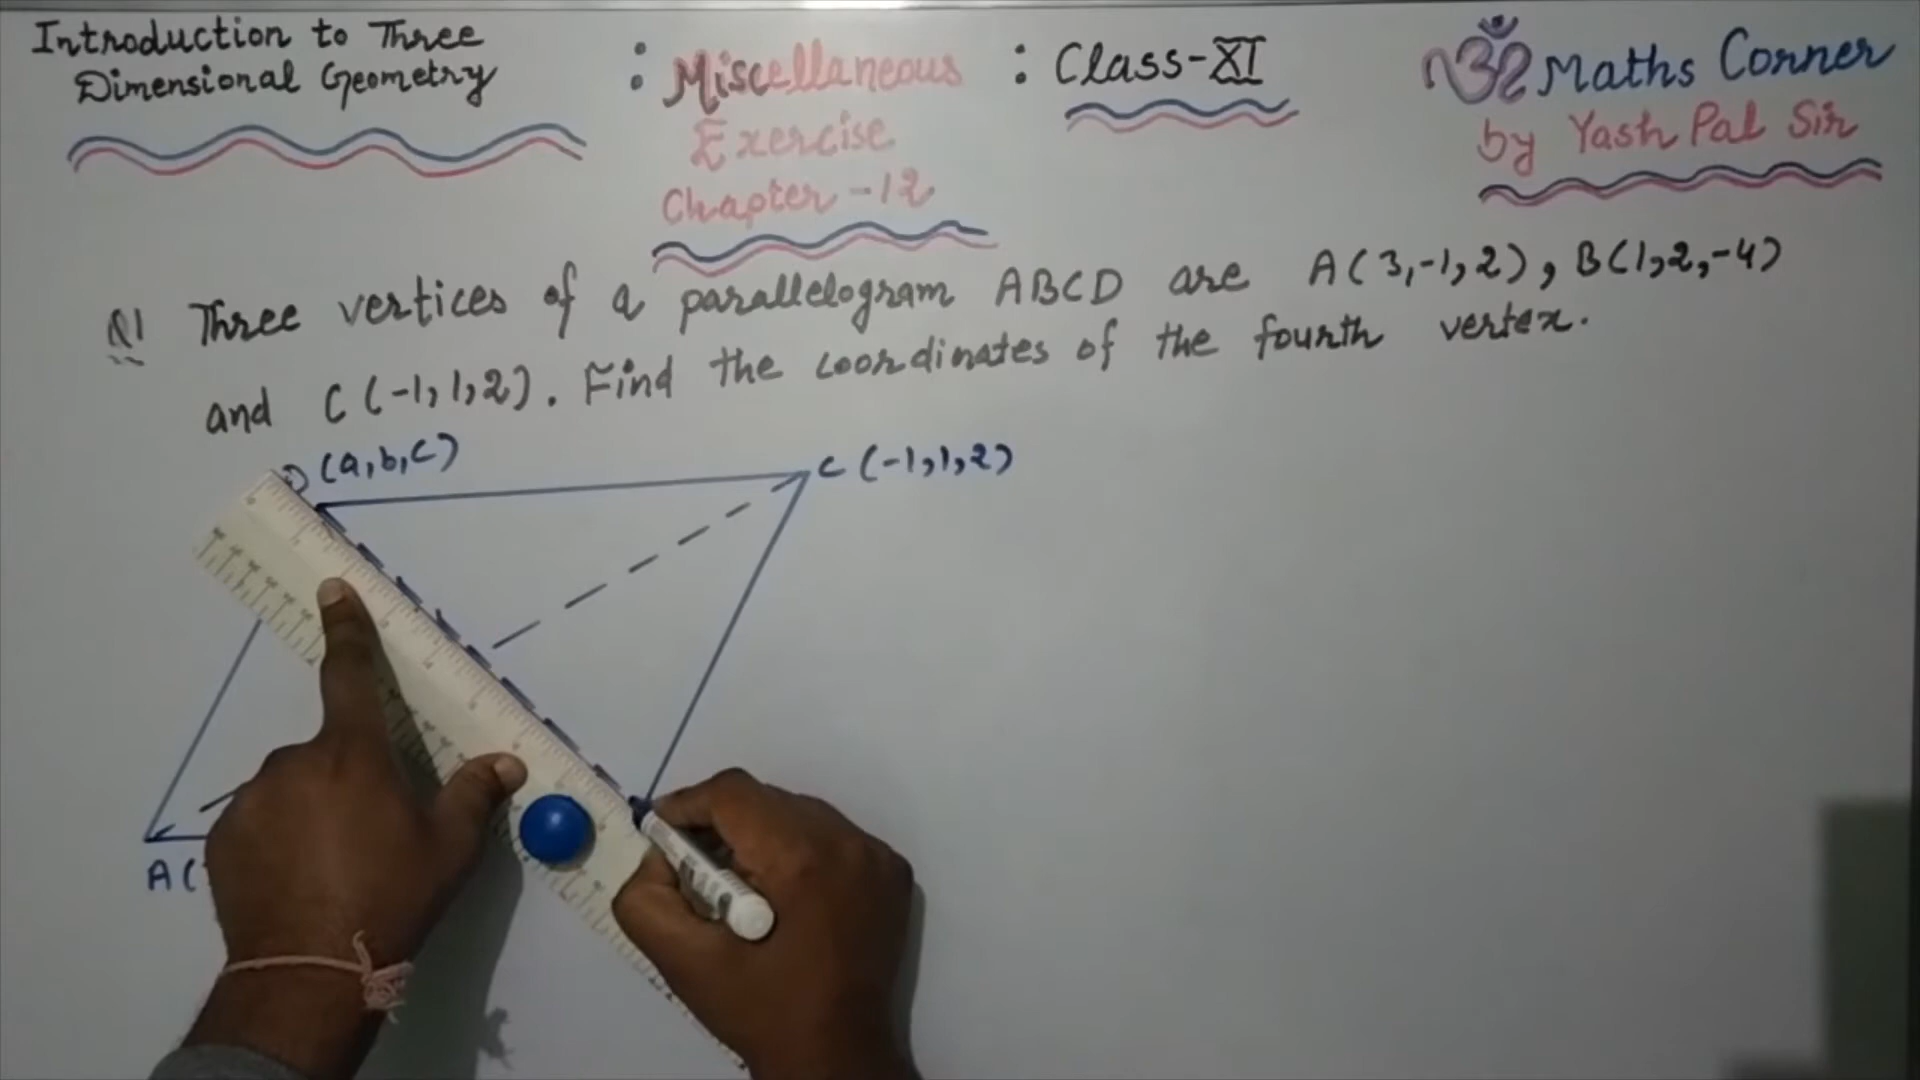 Introduction to Three
Dimensional Geometry
: Miscellaneous
Exercise
Chapter-12
: Class-XI
ॐ Maths Corner
by Yash Pal Sir
Q1 Three vertices of a parallelogram ABCD are A(3,-1,2), B(1,2,-4)
and C(-1,1,2). Find the coordinates of the fourth vertex.
D (a,b,c)
C (-1,1,2)
A(